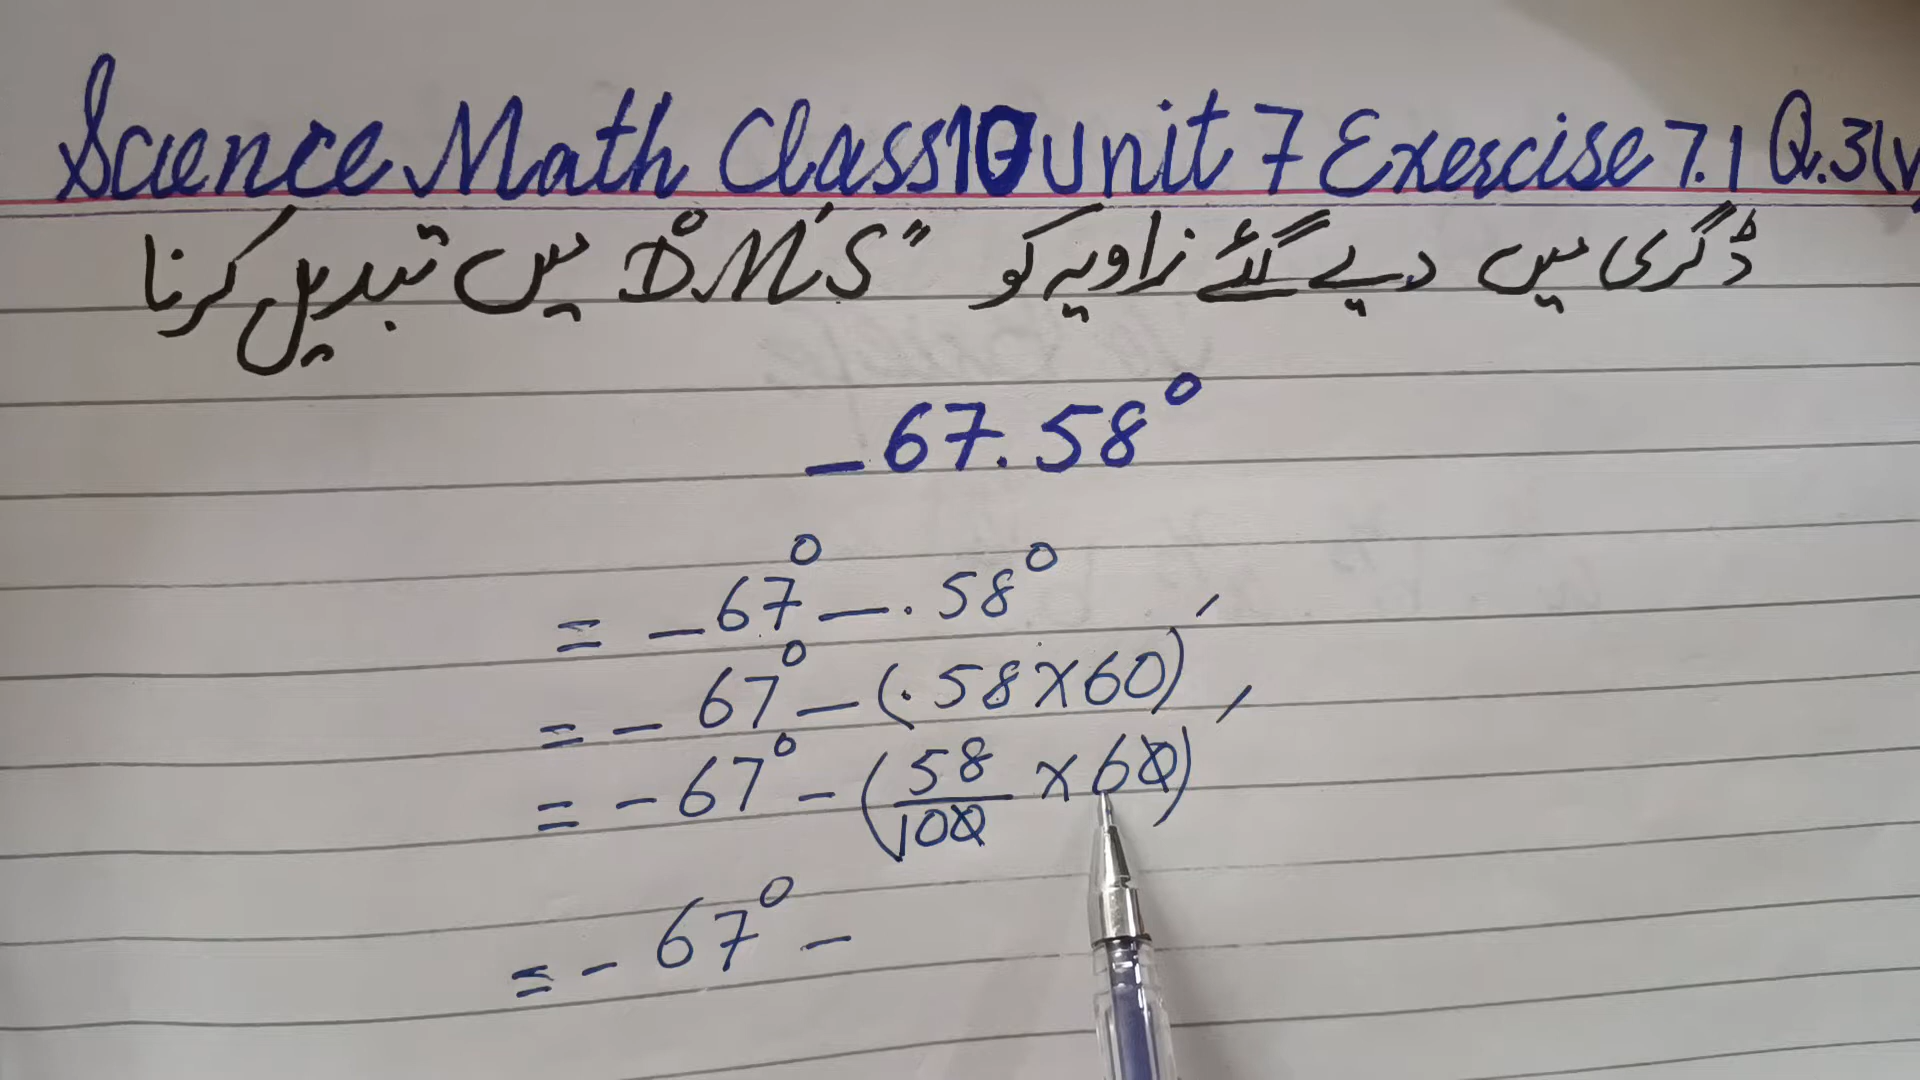 Science Math Class10 unit 7 Exercise 7.1 Q.3(v
ڈگری میں دیے گئے زاویہ کو D°M'S" میں تبدیل کرنا
-67.58°
= -67° - .58°
= -67° - (.58×60)'
= -67° - (58/100 × 60)'
= -67° -